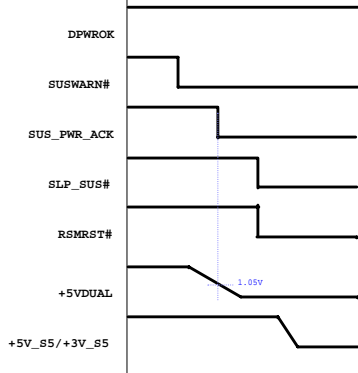 DPWROK
SUSWARN#
SUS_PWR_ACK
SLP_SUS#
RSMRST#
1.05V
+5VDUAL
+5V_S5/+3V_S5